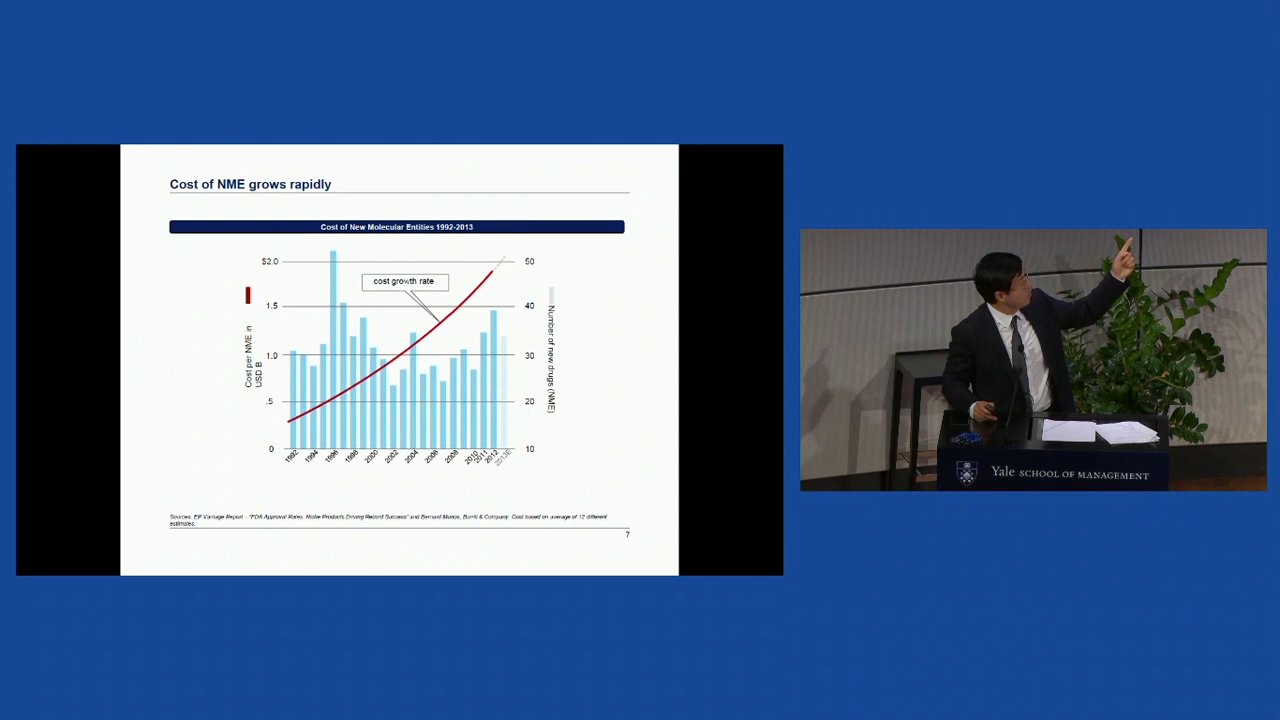 Cost of NME grows rapidly
Cost of New Molecular Entities 1992-2013
$2.0
1.5
1.0
.5
0
Cost per NME in
USD B
cost growth rate
50
40
30
20
10
Number of new drugs (NME)
1992
1994
1996
1998
2000
2002
2004
2006
2008
2010
2011
2012
2013E
Sources: EP Vantage Report – "FDA Approval Rates, Niche Products Driving Record Success" and Bernard Munos, Burrill & Company. Cost based on average of 12 different
estimates.
7
Yale SCHOOL OF MANAGEMENT